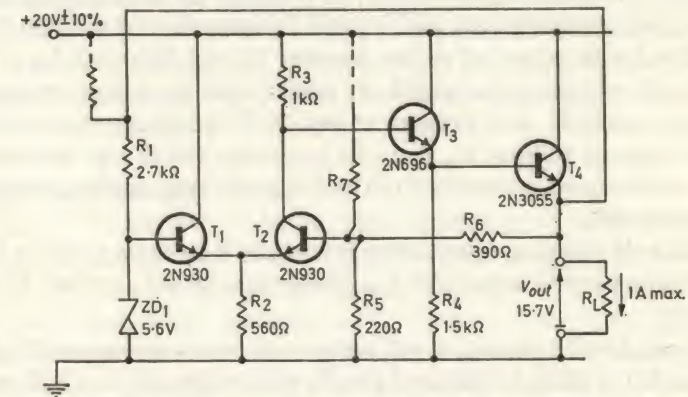 +20V±10%
R3
1kΩ
T3
2N696
T4
2N3055
R1
2·7kΩ
R7
T1
2N930
T2
2N930
R6
390Ω
ZD1
5·6V
R2
560Ω
R5
220Ω
R4
1·5kΩ
Vout
15·7V
RL
1A max.